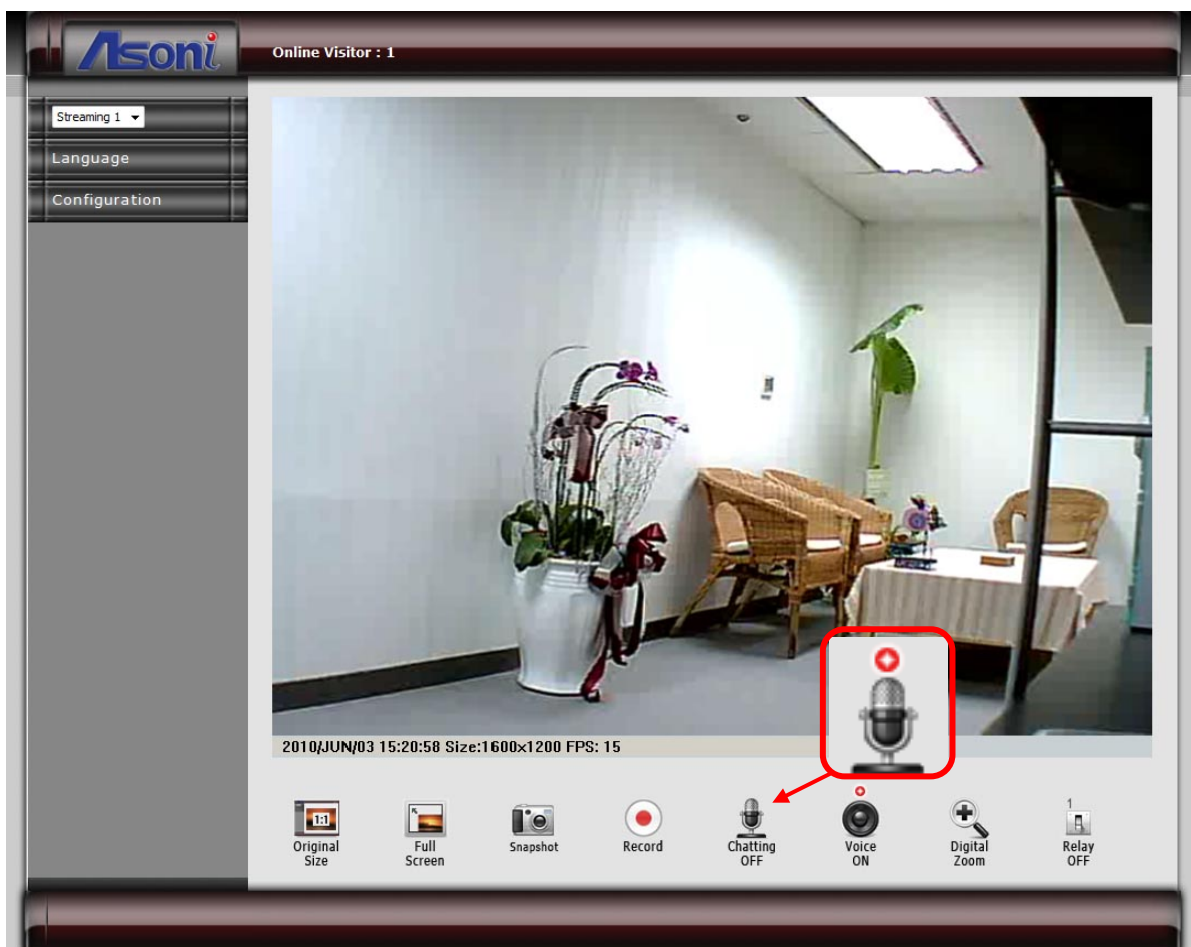 Asoni
Online Visitor : 1
Streaming 1
Language
Configuration
2010/JUN/03 15:20:58 Size:1600x1200 FPS: 15
1:1
Original
Size
Full
Screen
Snapshot
Record
Chatting
OFF
Voice
ON
Digital
Zoom
1
Relay
OFF